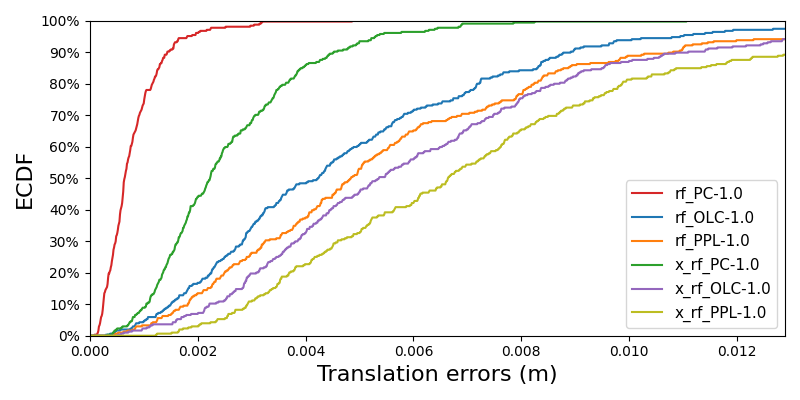 100%
90%
80%
70%
60%
50%
40%
30%
20%
10%
0%
ECDF
0.000
0.002
0.004
0.006
0.008
0.010
0.012
Translation errors (m)
rf_PC-1.0
rf_OLC-1.0
rf_PPL-1.0
x_rf_PC-1.0
x_rf_OLC-1.0
x_rf_PPL-1.0